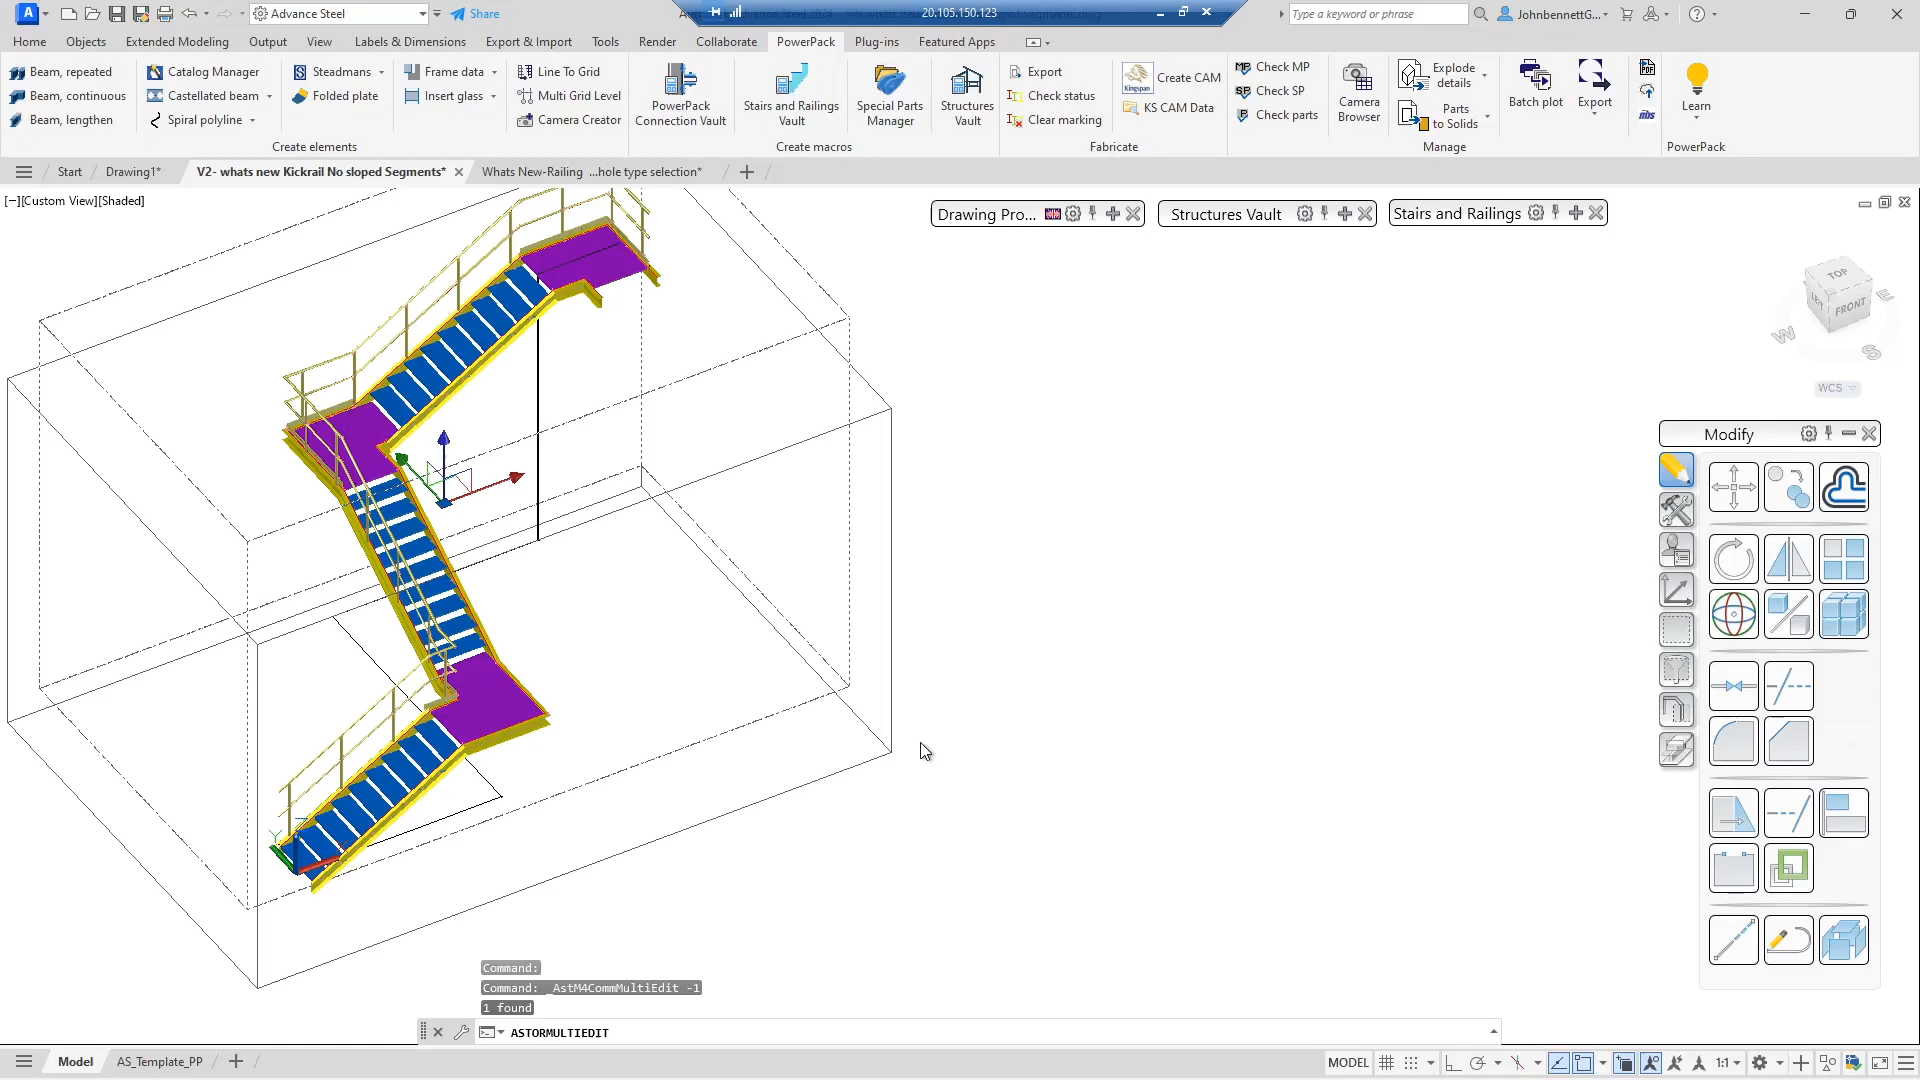 Advance Steel
Share
20.105.150.123
Type a keyword or phrase
JohnbennettG...
Home
Objects
Extended Modeling
Output
View
Labels & Dimensions
Export & Import
Tools
Render
Collaborate
PowerPack
Plug-ins
Featured Apps
Beam, repeated
Beam, continuous
Beam, lengthen
Catalog Manager
Castellated beam
Spiral polyline
Steadmans
Folded plate
Frame data
Insert glass
Line To Grid
Multi Grid Level
Camera Creator
Create elements
PowerPack
Connection Vault
Stairs and Railings
Vault
Special Parts
Manager
Structures
Vault
Create macros
Export
Check status
Clear marking
Kingspan
Create CAM
KS CAM Data
Fabricate
MP Check MP
SP Check SP
P Check parts
Camera
Browser
Explode
details
Parts
to Solids
Batch plot
Export
Manage
PDF
nbs
Learn
PowerPack
Start
Drawing1*
V2- whats new Kickrail No sloped Segments*
Whats New-Railing ...hole type selection*
[−][Custom View][Shaded]
Drawing Pro...
Structures Vault
Stairs and Railings
TOP
LEFT
FRONT
W
S
E
WCS
Modify
Command:
Command: _AstM4CommMultiEdit -1
1 found
ASTORMULTIEDIT
Model
AS_Template_PP
MODEL
1:1